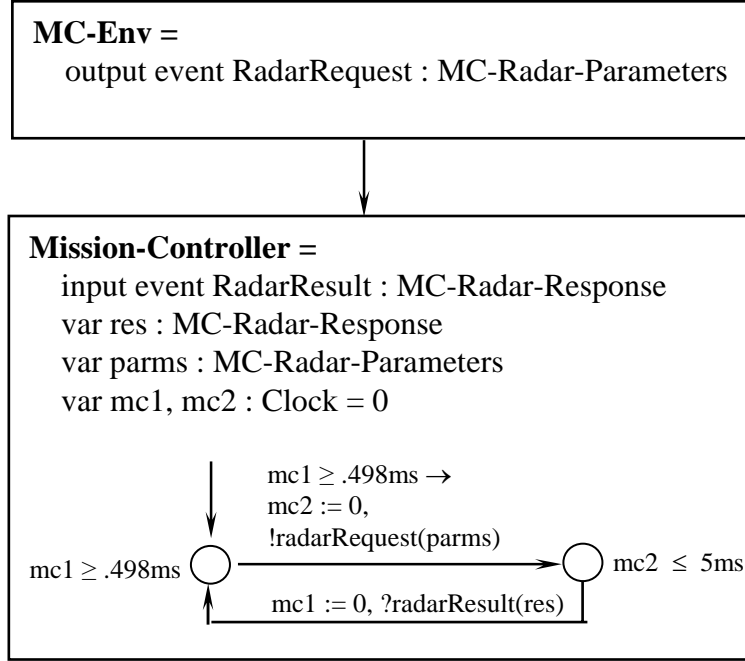 MC-Env =
output event RadarRequest : MC-Radar-Parameters
Mission-Controller =
input event RadarResult : MC-Radar-Response
var res : MC-Radar-Response
var parms : MC-Radar-Parameters
var mc1, mc2 : Clock = 0
mc1 ≥ .498ms →
mc2 := 0,
!radarRequest(parms)
mc1 ≥ .498ms
mc2 ≤ 5ms
mc1 := 0, ?radarResult(res)